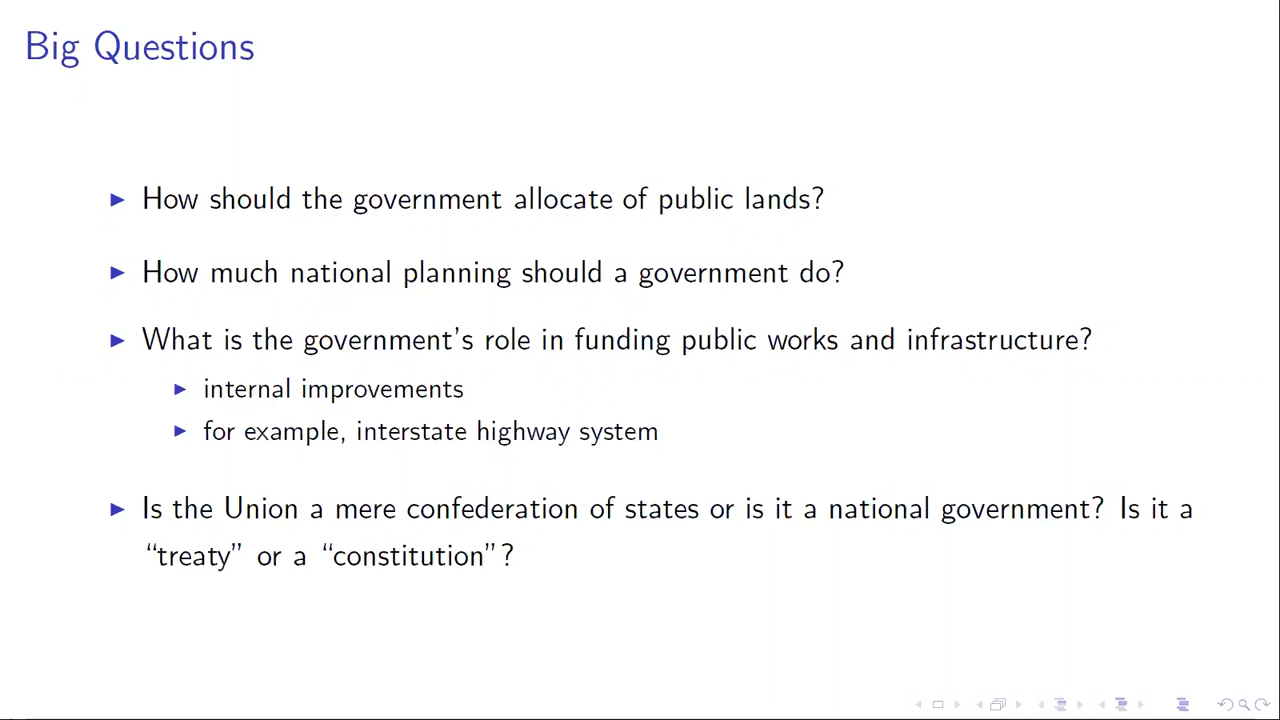 Big Questions
How should the government allocate of public lands?
How much national planning should a government do?
What is the government's role in funding public works and infrastructure?
internal improvements
for example, interstate highway system
Is the Union a mere confederation of states or is it a national government? Is it a
“treaty” or a “constitution”?